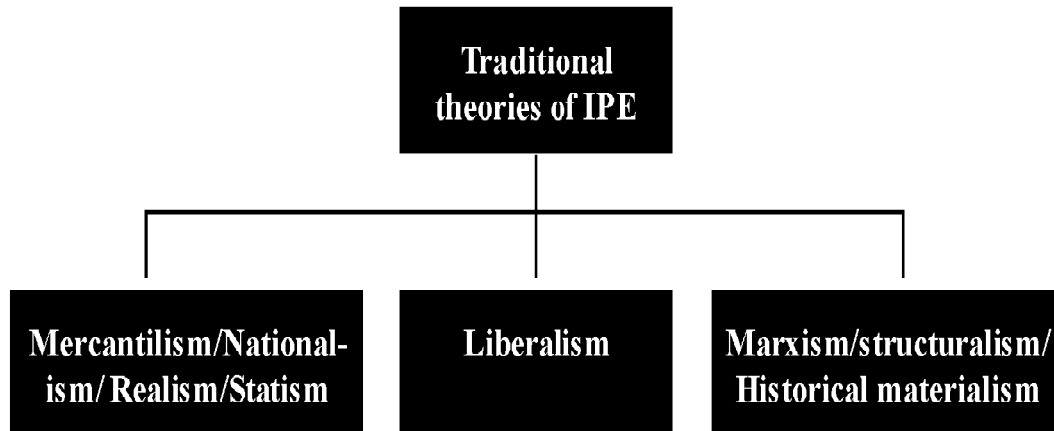 Traditional
theories of IPE
Mercantilism/National-
ism/ Realism/Statism
Liberalism
Marxism/structuralism/
Historical materialism